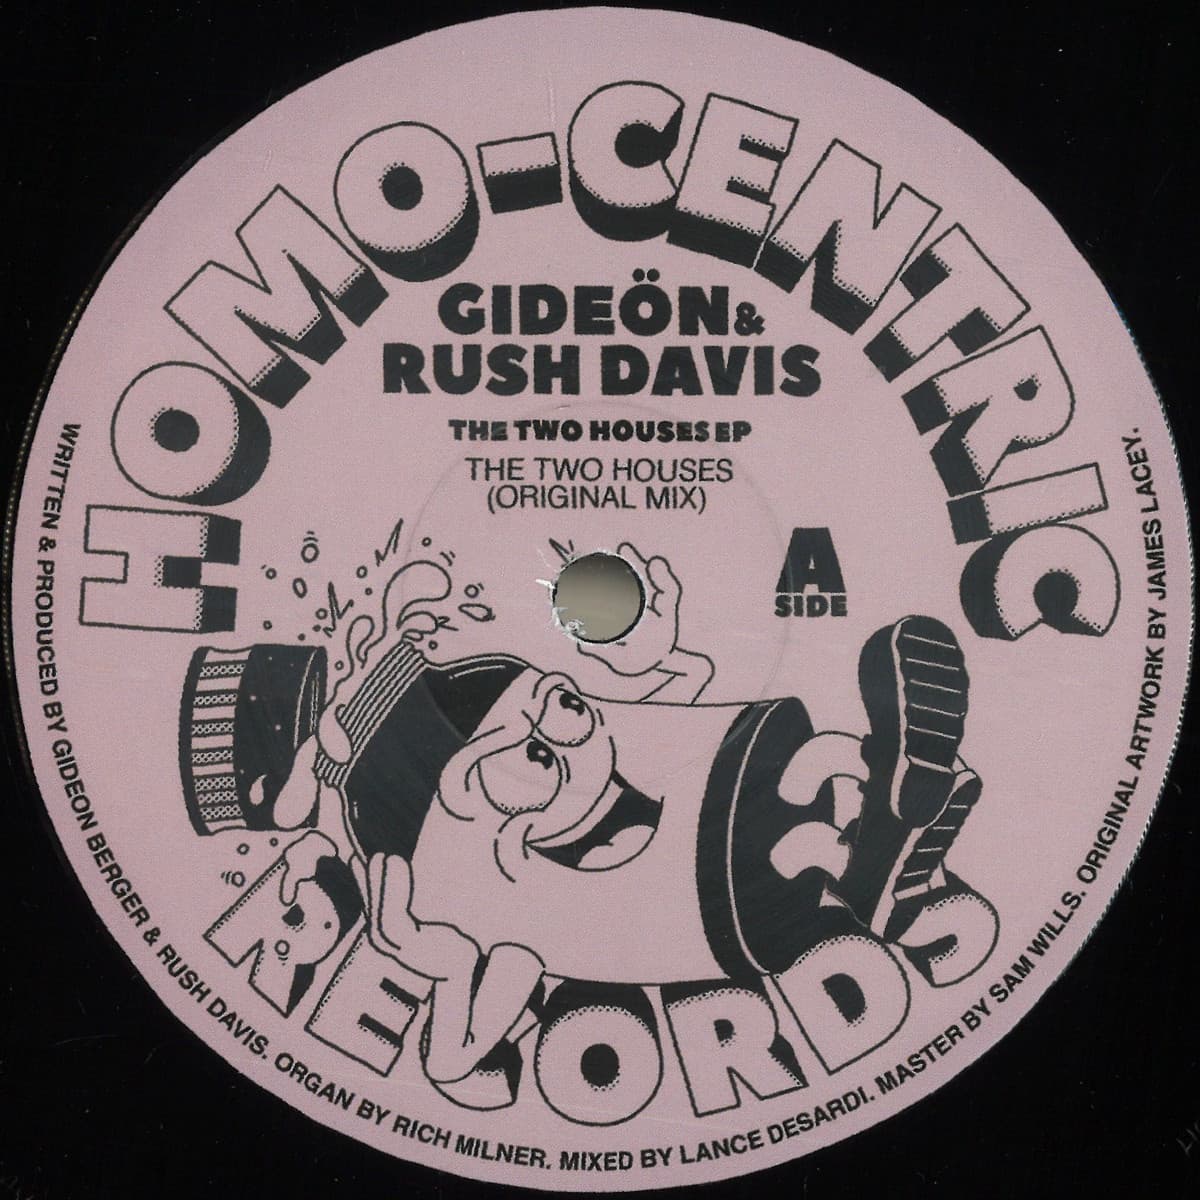 HOMO-CENTRIC
GIDEÖN &
RUSH DAVIS
THE TWO HOUSES EP
THE TWO HOUSES
(ORIGINAL MIX)
A
SIDE
RECORDS
WRITTEN & PRODUCED BY GIDEON BERGER & RUSH DAVIS. ORGAN BY RICH MILNER. MIXED BY LANCE DESARDI. MASTER BY SAM WILLS. ORIGINAL ARTWORK BY JAMES LACEY.